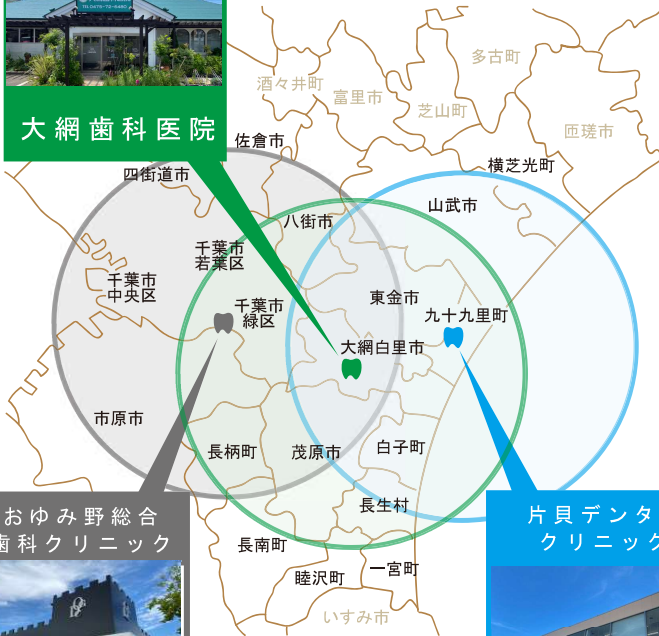 TEL 0475-72-6480
大網歯科医院
多古町
酒々井町
富里市
芝山町
匝瑳市
佐倉市
横芝光町
四街道市
山武市
八街市
千葉市
若葉区
千葉市
中央区
東金市
千葉市
緑区
九十九里町
大網白里市
市原市
長柄町
茂原市
白子町
長生村
おゆみ野総合
歯科クリニック
片貝デンタ
クリニック
長南町
睦沢町
一宮町
いすみ市